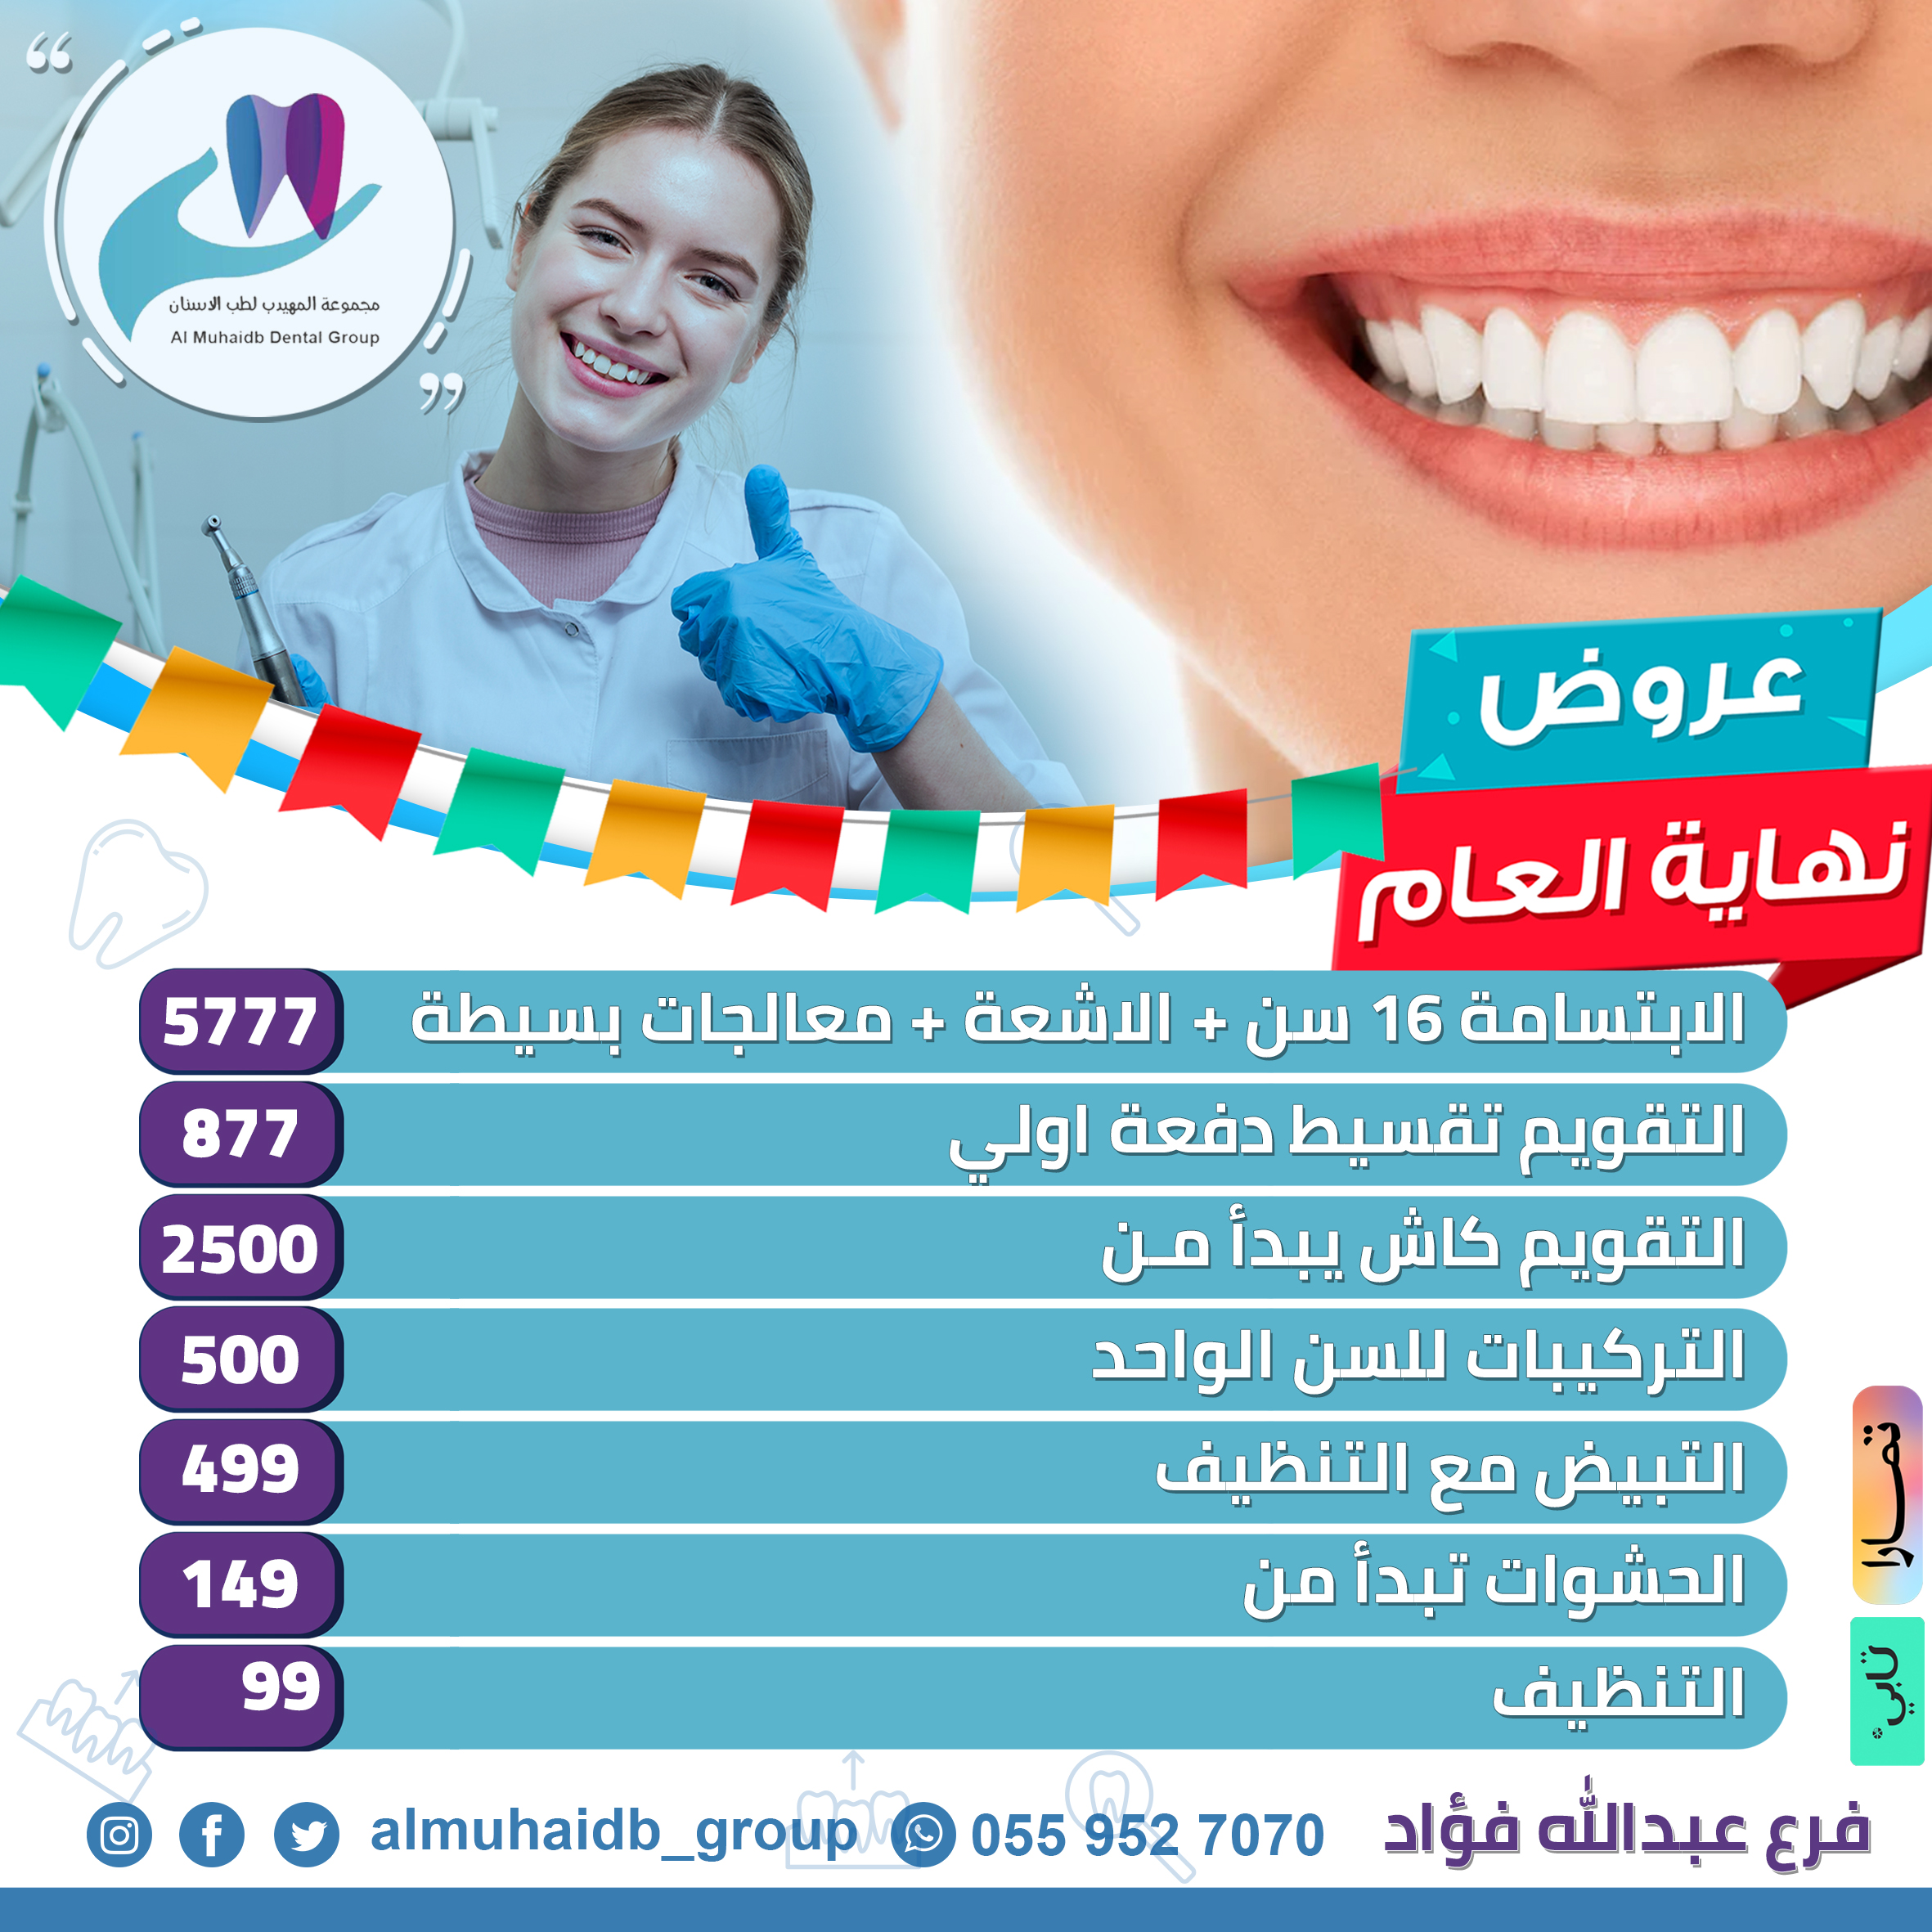 مجموعة المهيدب لطب الاسنان
Al Muhaidb Dental Group
عروض
نهاية العام
الابتسامة 16 سن + الاشعة + معالجات بسيطة 5777
التقويم تقسيط دفعة اولي 877
التقويم كاش يبدأ مـن 2500
التركيبات للسن الواحد 500
التبيض مع التنظيف 499
الحشوات تبدأ من 149
التنظيف 99
تمارا
تابي
فرع عبدالله فؤاد 055 952 7070 almuhaidb_group